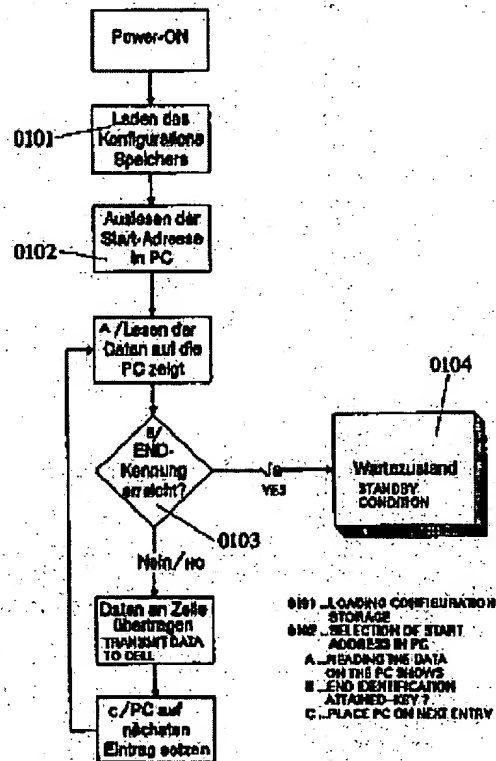 Power-ON
Laden des
Konfigurations
Speichers
0101
Auslesen der
Start-Adresse
in PC
0102
A/Lesen der
Daten auf die
PC zeigt
B/
END-
Kennung
erreicht?
0103
Ja
YES
0104
Wartezustand
STANDBY
CONDITION
Nein/NO
Daten an Zelle
übertragen
TRANSMIT DATA
TO CELL
C/PC auf
nächsten
Eintrag setzen
0101 ...LOADING CONFIGURATION
STORAGE
0102 ...SELECTION OF START
ADDRESS IN PC
A ...READING THE DATA
ON THE PC SHOWS
B ...END IDENTIFICATION
ATTAINED-KEY?
C ...PLACE PC ON NEXT ENTRY